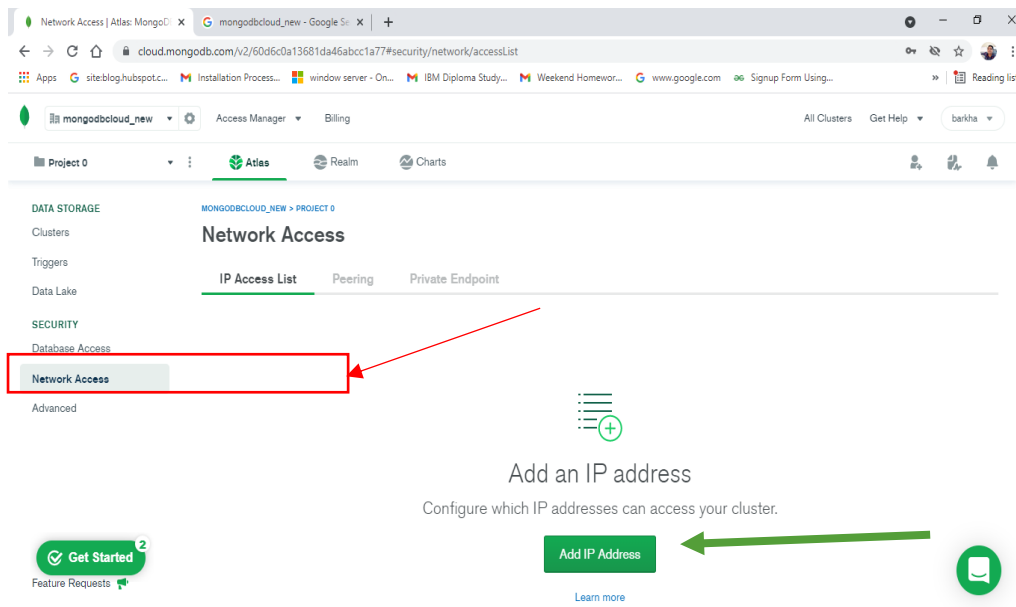 Network Access | Atlas: MongoD
mongodbcloud_new - Google Se
cloud.mongodb.com/v2/60d6c0a13681da46abcc1a77#security/network/accessList
Apps site:blog.hubspot.c... Installation Process... window server - On... IBM Diploma Study... Weekend Homewor... www.google.com Signup Form Using... » Reading list
mongodbcloud_new Access Manager Billing All Clusters Get Help barkha
Project 0 Atlas Realm Charts
DATA STORAGE
Clusters
Triggers
Data Lake
SECURITY
Database Access
Network Access
Advanced
Get Started
2
Feature Requests
MONGODBCLOUD_NEW > PROJECT 0
Network Access
IP Access List Peering Private Endpoint
Add an IP address
Configure which IP addresses can access your cluster.
Add IP Address
Learn more